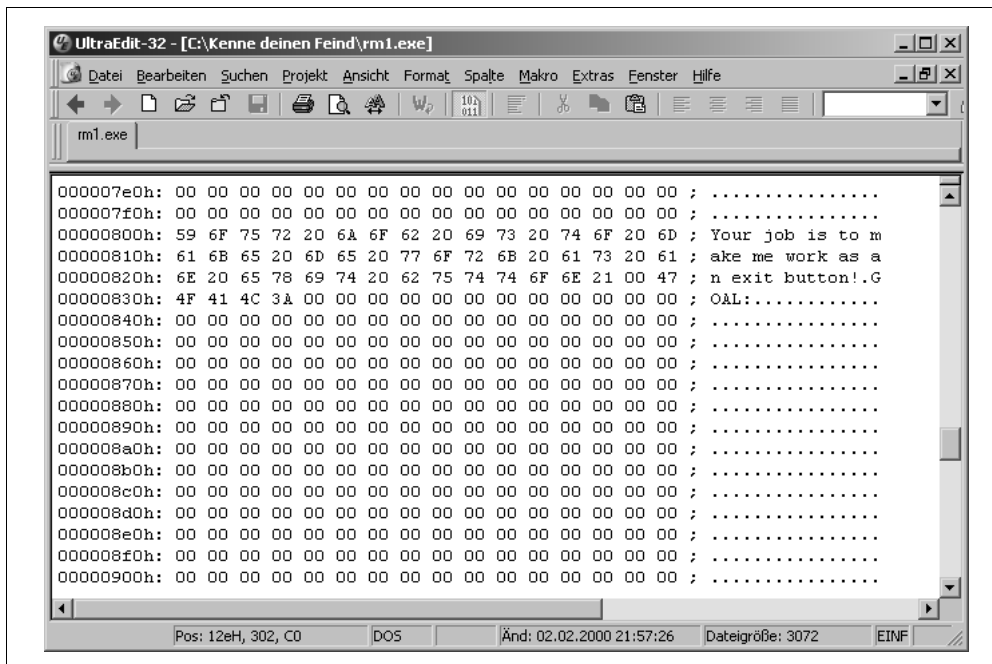 UltraEdit-32 - [C:\Kenne deinen Feind\rm1.exe]
Datei Bearbeiten Suchen Projekt Ansicht Format Spalte Makro Extras Fenster Hilfe
rm1.exe
000007e0h: 00 00 00 00 00 00 00 00 00 00 00 00 00 00 00 00 ; ................
000007f0h: 00 00 00 00 00 00 00 00 00 00 00 00 00 00 00 00 ; ................
00000800h: 59 6F 75 72 20 6A 6F 62 20 69 73 20 74 6F 20 6D ; Your job is to m
00000810h: 61 6B 65 20 6D 65 20 77 6F 72 6B 20 61 73 20 61 ; ake me work as a
00000820h: 6E 20 65 78 69 74 20 62 75 74 74 6F 6E 21 00 47 ; n exit button!.G
00000830h: 4F 41 4C 3A 00 00 00 00 00 00 00 00 00 00 00 00 ; OAL:............
00000840h: 00 00 00 00 00 00 00 00 00 00 00 00 00 00 00 00 ; ................
00000850h: 00 00 00 00 00 00 00 00 00 00 00 00 00 00 00 00 ; ................
00000860h: 00 00 00 00 00 00 00 00 00 00 00 00 00 00 00 00 ; ................
00000870h: 00 00 00 00 00 00 00 00 00 00 00 00 00 00 00 00 ; ................
00000880h: 00 00 00 00 00 00 00 00 00 00 00 00 00 00 00 00 ; ................
00000890h: 00 00 00 00 00 00 00 00 00 00 00 00 00 00 00 00 ; ................
000008a0h: 00 00 00 00 00 00 00 00 00 00 00 00 00 00 00 00 ; ................
000008b0h: 00 00 00 00 00 00 00 00 00 00 00 00 00 00 00 00 ; ................
000008c0h: 00 00 00 00 00 00 00 00 00 00 00 00 00 00 00 00 ; ................
000008d0h: 00 00 00 00 00 00 00 00 00 00 00 00 00 00 00 00 ; ................
000008e0h: 00 00 00 00 00 00 00 00 00 00 00 00 00 00 00 00 ; ................
000008f0h: 00 00 00 00 00 00 00 00 00 00 00 00 00 00 00 00 ; ................
00000900h: 00 00 00 00 00 00 00 00 00 00 00 00 00 00 00 00 ; ................
Pos: 12eH, 302, C0 DOS Änd: 02.02.2000 21:57:26 Dateigröße: 3072 EINF